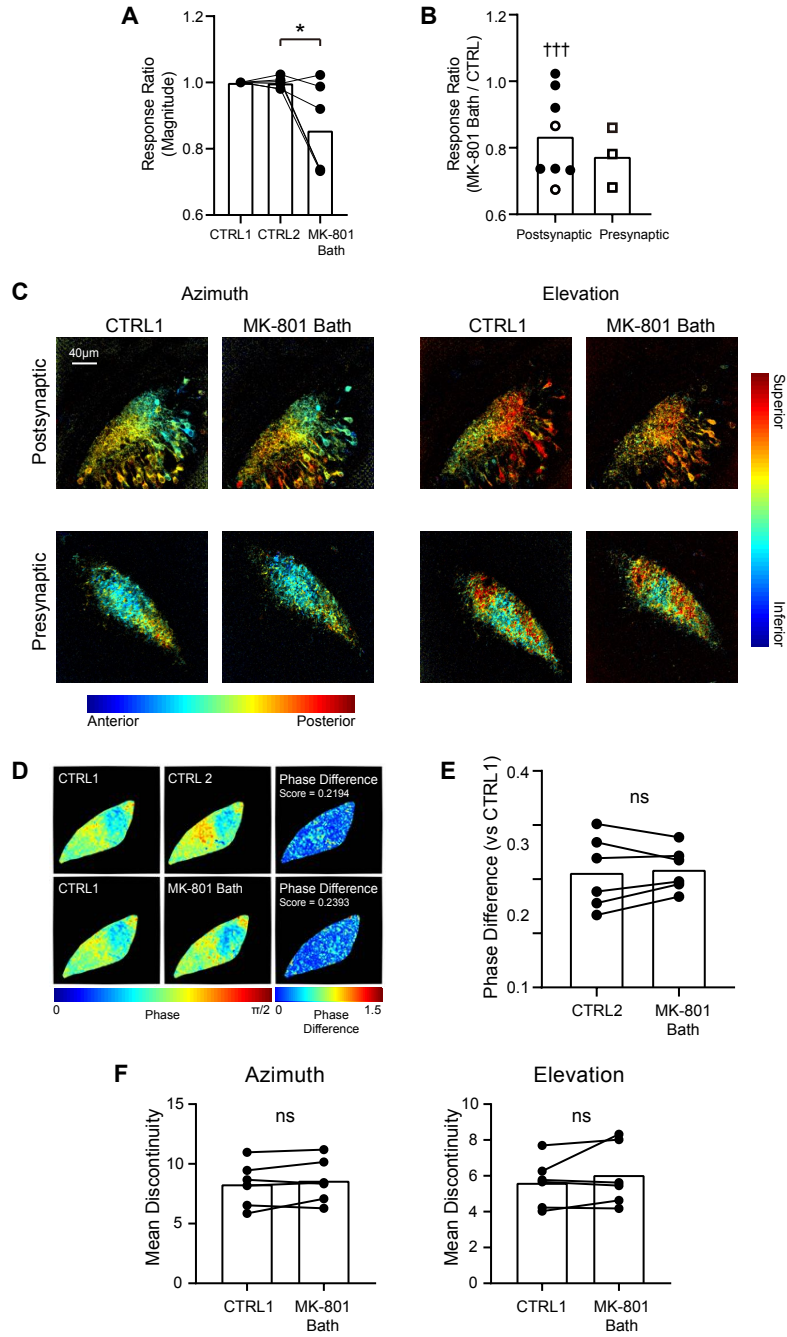 A
1.2
1.0
0.8
0.6
Response Ratio
(Magnitude)
*
CTRL1
CTRL2
MK-801
Bath
B
1.2
1.0
0.8
0.6
Response Ratio
(MK-801 Bath / CTRL)
†††
Postsynaptic
Presynaptic
C
Azimuth
Elevation
CTRL1
MK-801 Bath
CTRL1
MK-801 Bath
Postsynaptic
40µm
Presynaptic
Superior
Inferior
Anterior
Posterior
D
CTRL1
CTRL 2
Phase Difference
Score = 0.2194
CTRL1
MK-801 Bath
Phase Difference
Score = 0.2393
0
Phase
π/2
0
Phase
Difference
1.5
E
Phase Difference (vs CTRL1)
0.4
0.3
0.2
0.1
ns
CTRL2
MK-801
Bath
F
Azimuth
Mean Discontinuity
15
10
5
0
ns
CTRL1
MK-801
Bath
Elevation
Mean Discontinuity
10
8
6
4
2
0
ns
CTRL1
MK-801
Bath